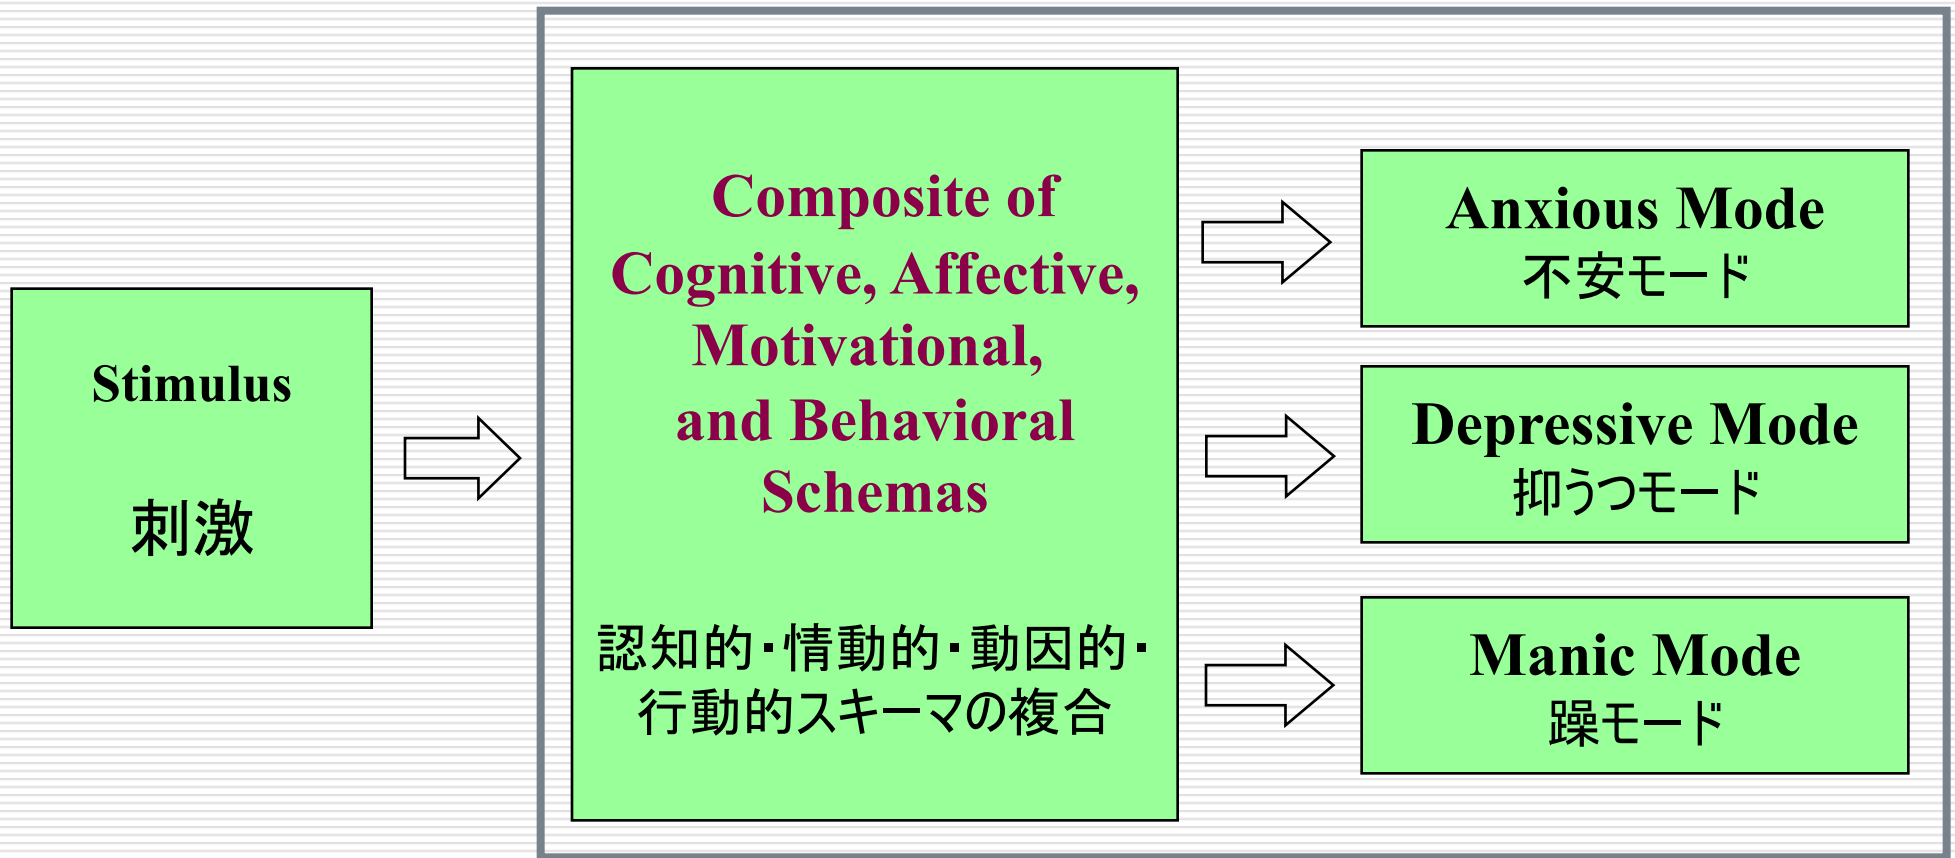 Stimulus
刺激
Composite of
Cognitive, Affective,
Motivational,
and Behavioral
Schemas
認知的・情動的・動因的・
行動的スキーマの複合
Anxious Mode
不安モード
Depressive Mode
抑うつモード
Manic Mode
躁モード